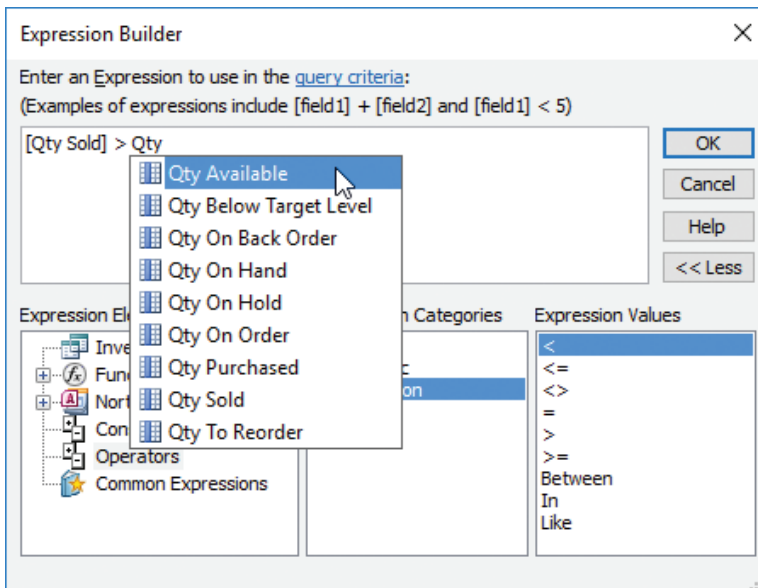 Expression Builder
Enter an Expression to use in the query criteria:
(Examples of expressions include [field1] + [field2] and [field1] < 5)
[Qty Sold] > Qty
Qty Available
Qty Below Target Level
Qty On Back Order
Qty On Hand
Qty On Hold
Qty On Order
Qty Purchased
Qty Sold
Qty To Reorder
OK
Cancel
Help
<< Less
Expression
Operators
Common Expressions
Categories
Expression Values
<
<=
<>
=
>
>=
Between
In
Like